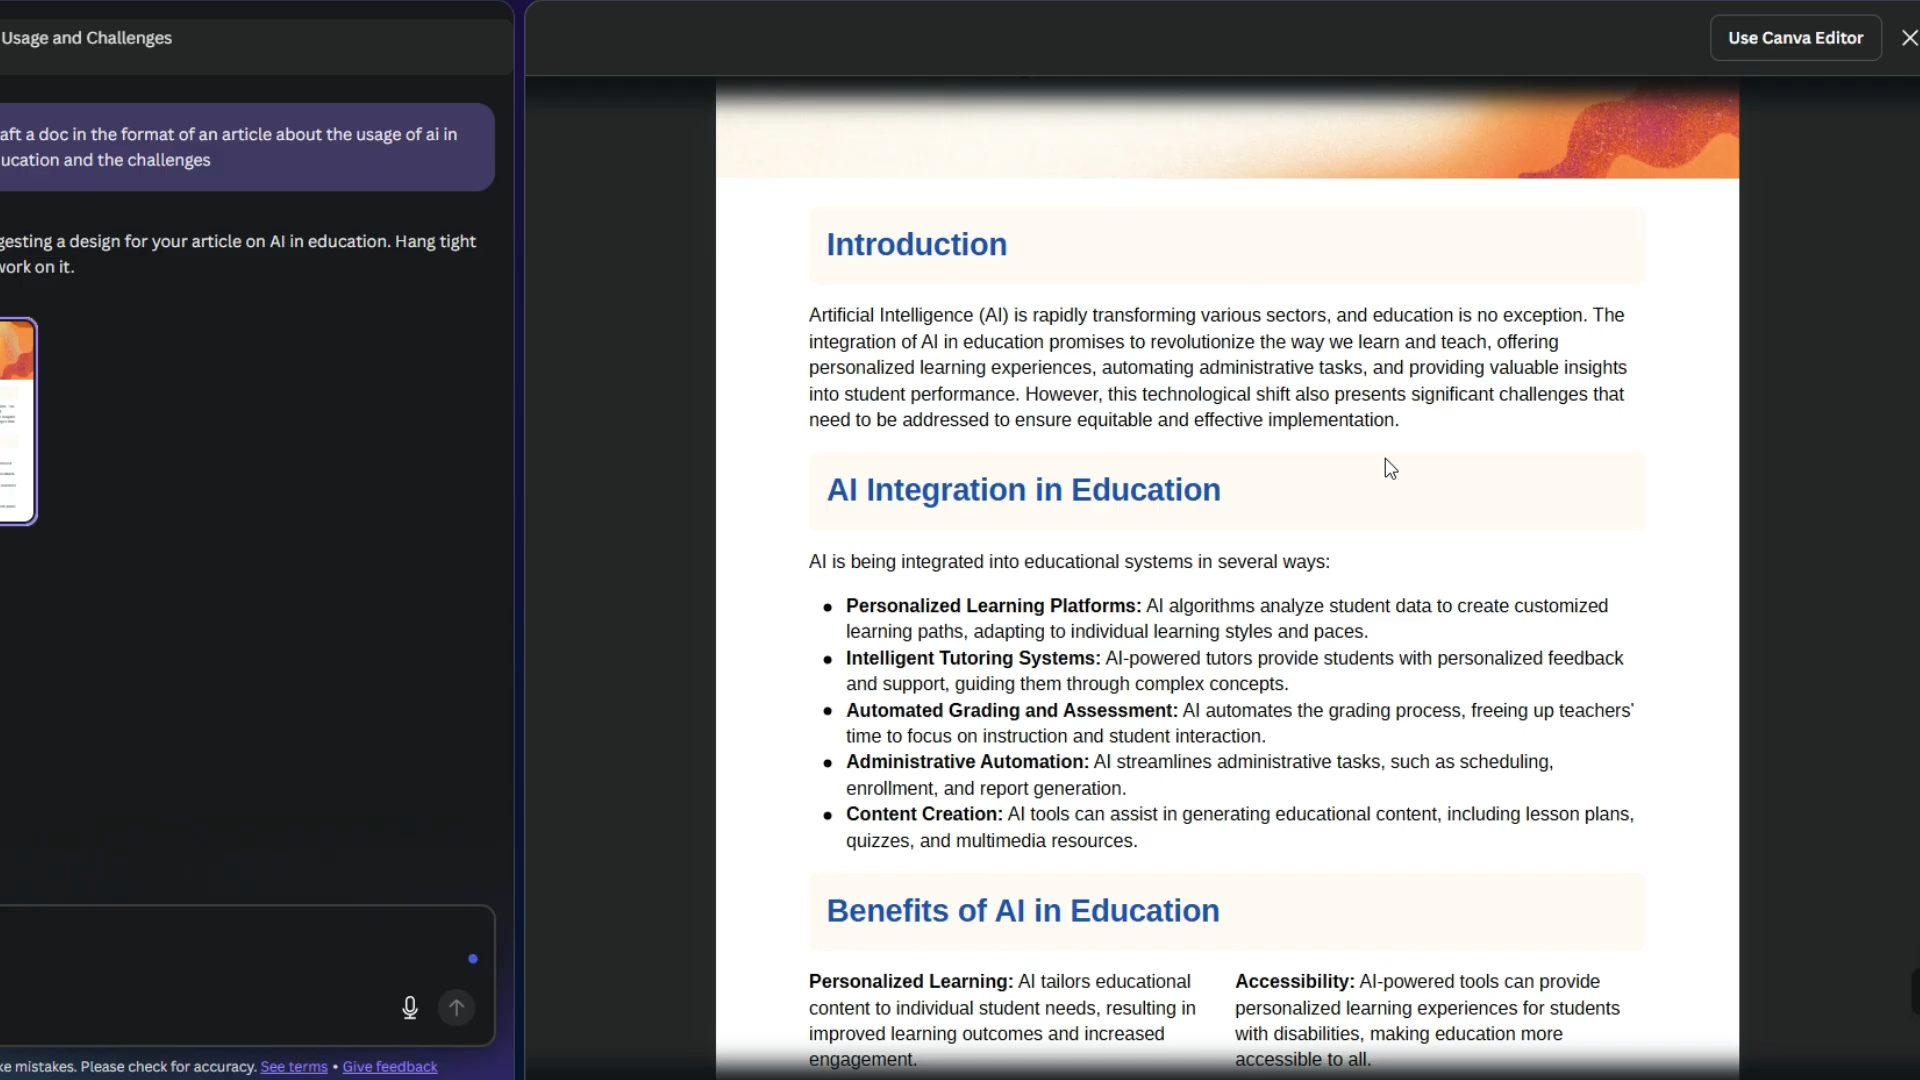 Usage and Challenges
aft a doc in the format of an article about the usage of ai in
ucation and the challenges
gesting a design for your article on AI in education. Hang tight
work on it.
ke mistakes. Please check for accuracy. See terms • Give feedback
Use Canva Editor
Introduction
Artificial Intelligence (AI) is rapidly transforming various sectors, and education is no exception. The
integration of AI in education promises to revolutionize the way we learn and teach, offering
personalized learning experiences, automating administrative tasks, and providing valuable insights
into student performance. However, this technological shift also presents significant challenges that
need to be addressed to ensure equitable and effective implementation.
AI Integration in Education
AI is being integrated into educational systems in several ways:
● Personalized Learning Platforms: AI algorithms analyze student data to create customized
learning paths, adapting to individual learning styles and paces.
● Intelligent Tutoring Systems: AI-powered tutors provide students with personalized feedback
and support, guiding them through complex concepts.
● Automated Grading and Assessment: AI automates the grading process, freeing up teachers'
time to focus on instruction and student interaction.
● Administrative Automation: AI streamlines administrative tasks, such as scheduling,
enrollment, and report generation.
● Content Creation: AI tools can assist in generating educational content, including lesson plans,
quizzes, and multimedia resources.
Benefits of AI in Education
Personalized Learning: AI tailors educational
content to individual student needs, resulting in
improved learning outcomes and increased
engagement.
Accessibility: AI-powered tools can provide
personalized learning experiences for students
with disabilities, making education more
accessible to all.